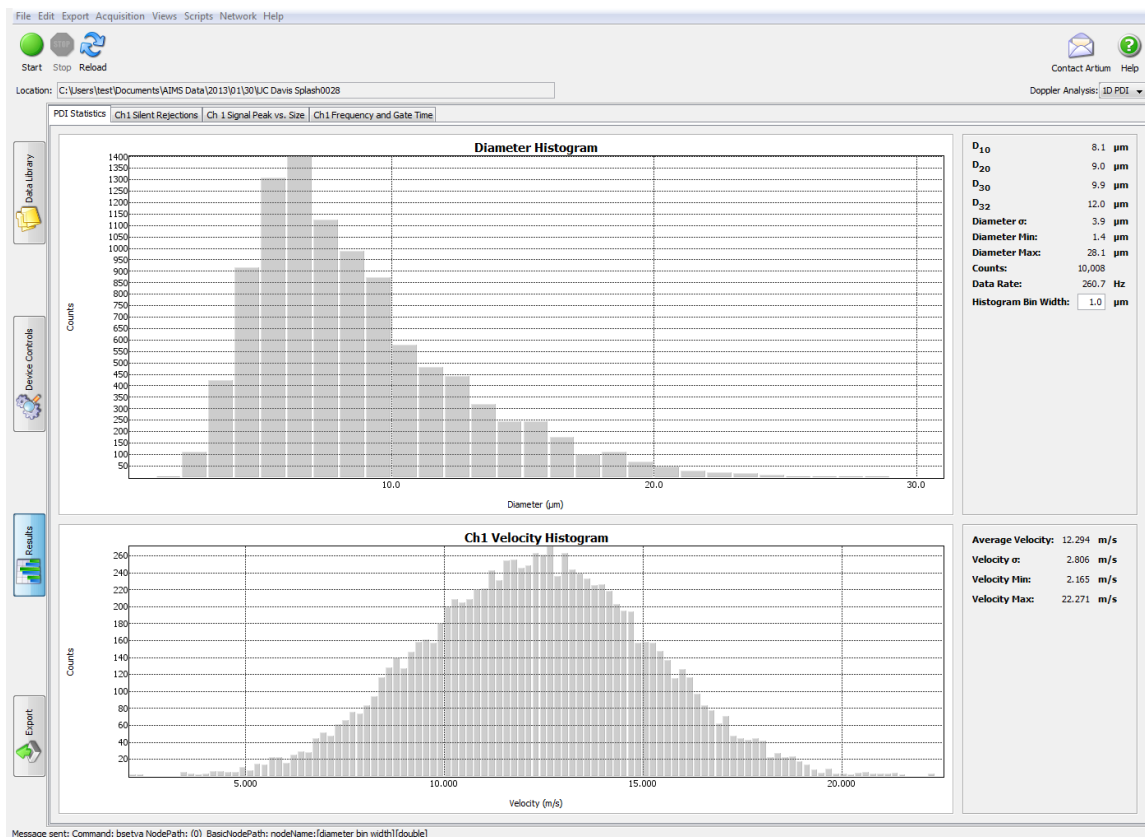 File Edit Export Acquisition Views Scripts Network Help
Start Stop Reload
Contact Artium Help
Location: C:\Users\test\Documents\AIMS Data\2013\01\30\UC Davis Splash0028
Doppler Analysis: 1D PDI
PDI Statistics Ch1 Silent Rejections Ch 1 Signal Peak vs. Size Ch1 Frequency and Gate Time
Data Library
Device Controls
Results
Export
Diameter Histogram
1400
1350
1300
1250
1200
1150
1100
1050
1000
950
900
850
800
750
700
650
600
550
500
450
400
350
300
250
200
150
100
50
Counts
10.0 20.0 30.0
Diameter (µm)
D10 8.1 µm
D20 9.0 µm
D30 9.9 µm
D32 12.0 µm
Diameter σ: 3.9 µm
Diameter Min: 1.4 µm
Diameter Max: 28.1 µm
Counts: 10,008
Data Rate: 260.7 Hz
Histogram Bin Width: 1.0 µm
Ch1 Velocity Histogram
260
240
220
200
180
160
140
120
100
80
60
40
20
Counts
5.000 10.000 15.000 20.000
Velocity (m/s)
Average Velocity: 12.294 m/s
Velocity σ: 2.806 m/s
Velocity Min: 2.165 m/s
Velocity Max: 22.271 m/s
Message sent: Command: bsetva NodePath: (0) BasicNodePath: nodeName:[diameter bin width][double]